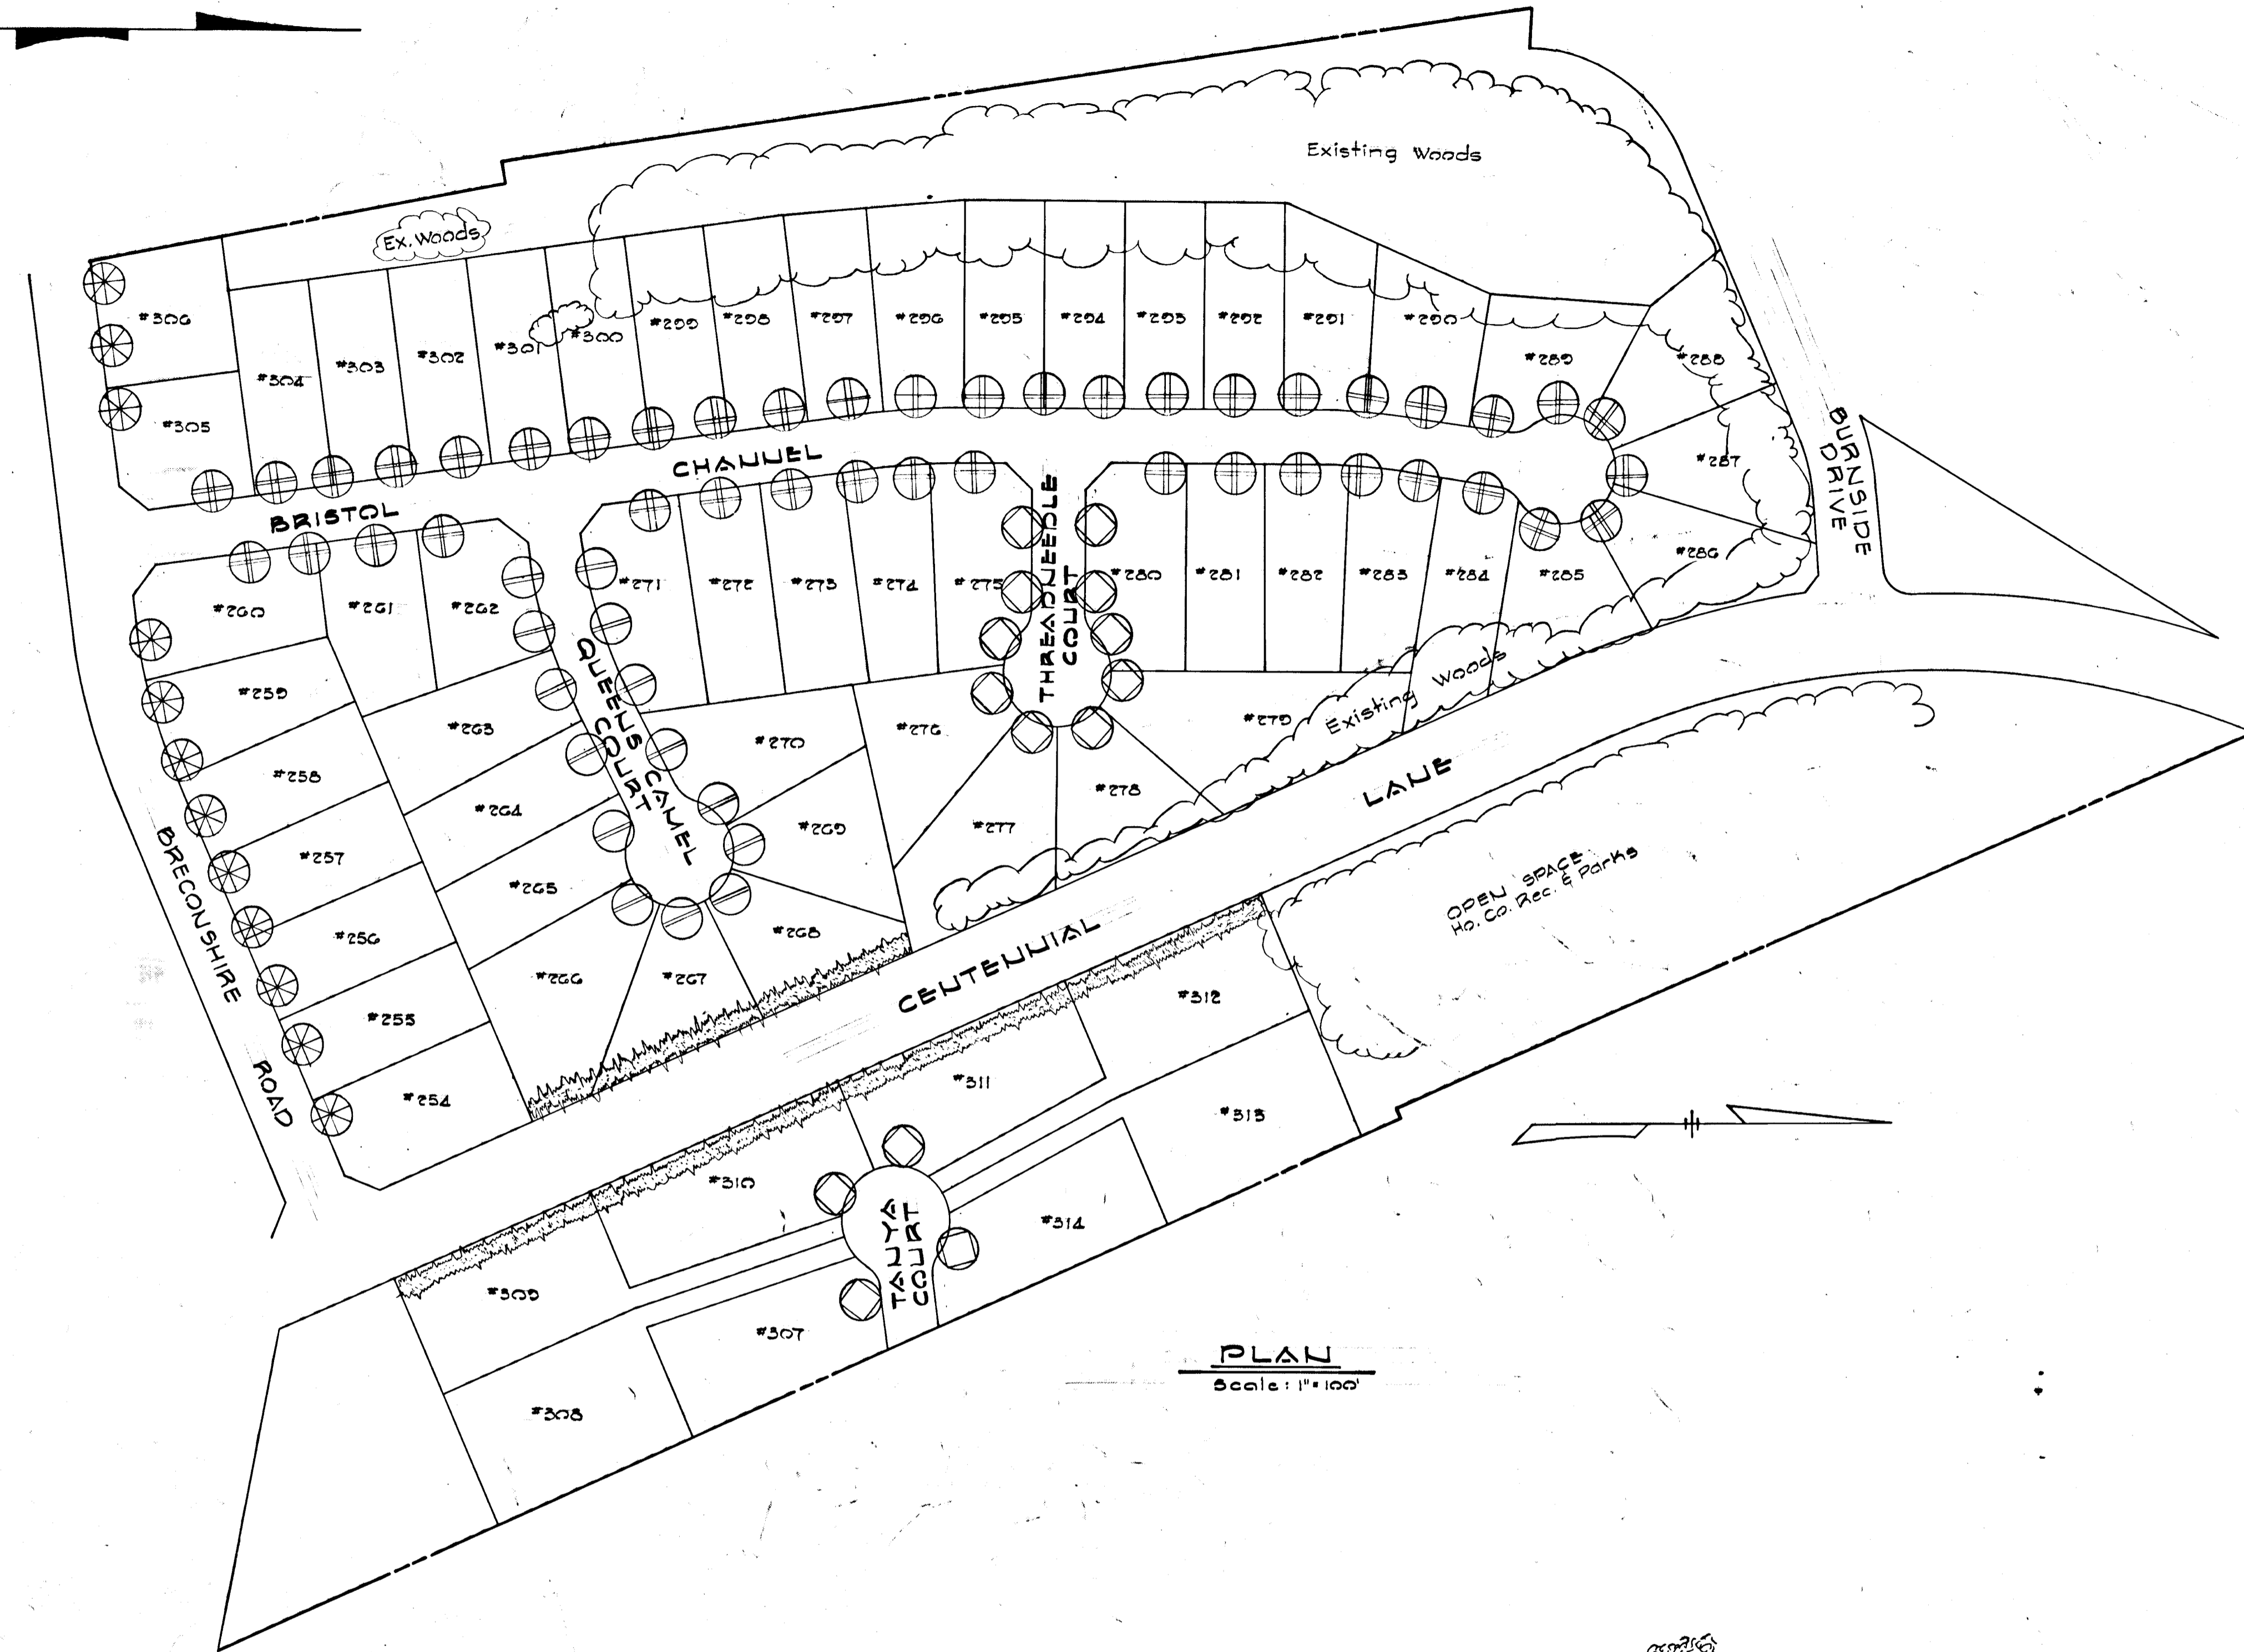 Existing Woods
Ex. Woods
#306
#305
#304
#303
#302
#301
#300
#299
#298
#297
#296
#295
#294
#293
#292
#291
#290
#289
#288
#287
#286
#285
BRISTOL
CHANNEL
BURNSIDE
DRIVE
#260
#261
#262
#271
#272
#273
#274
#275
THREADNEEDLE
COURT
#280
#281
#282
#283
#284
#259
#258
#257
#256
#255
#254
BRECONSHIRE
ROAD
#263
#264
#265
#266
#267
#268
#269
#270
QUEENS CAMEL
COURT
#276
#277
#278
#279
Existing Woods
CENTENNIAL
LANE
OPEN SPACE
Ho. Co. Rec. & Parks
#312
#311
#313
#310
#314
#309
#307
#308
TANYA
COURT
PLAN
Scale: 1"=100'